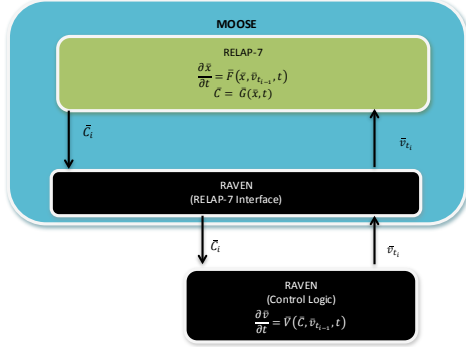 MOOSE
RELAP-7
∂x̄/∂t = F̄(x̄, v̄_{t_{i-1}}, t)
C̄ = Ḡ(x̄, t)
C̄_i
v̄_{t_i}
RAVEN
(RELAP-7 Interface)
C̄_i
v̄_{t_i}
RAVEN
(Control Logic)
∂v̄/∂t = V̄(C̄, v̄_{t_{i-1}}, t)